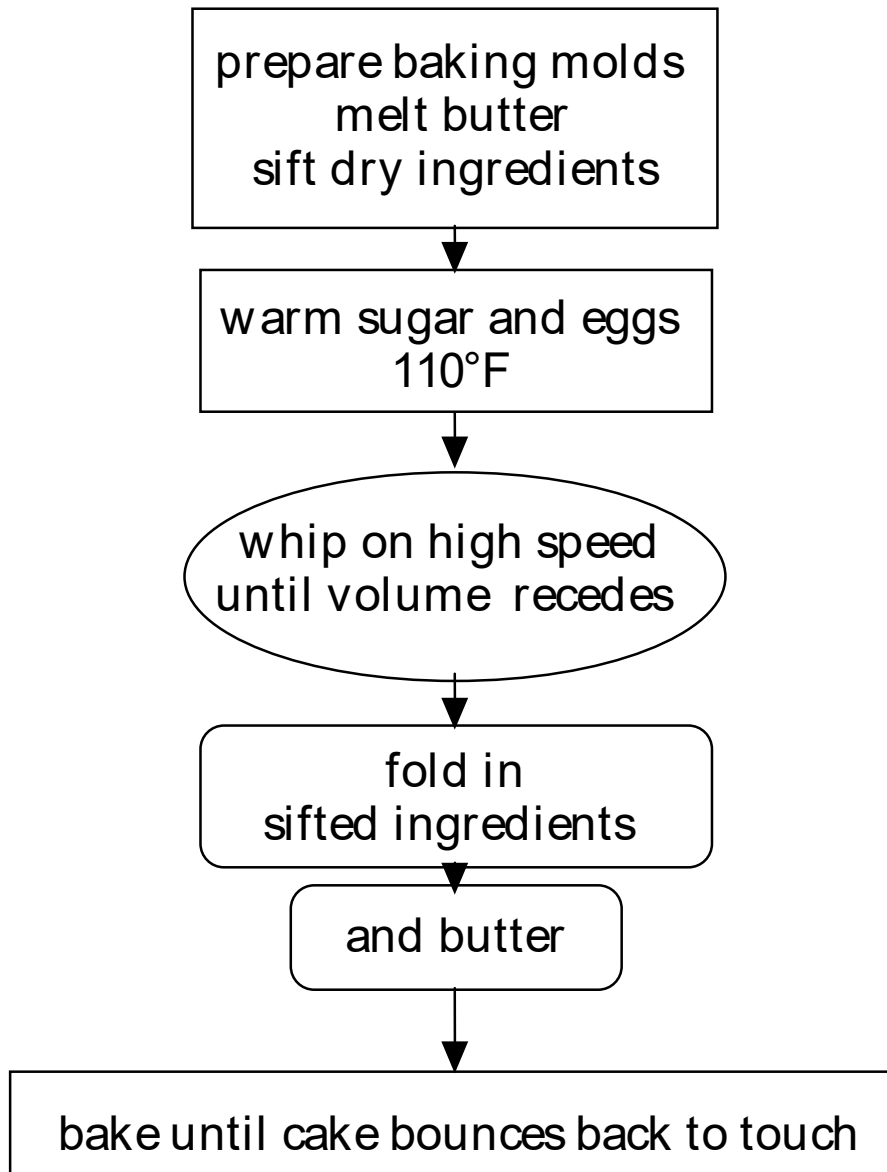 prepare baking molds
melt butter
sift dry ingredients
warm sugar and eggs
110°F
whip on high speed
until volume recedes
fold in
sifted ingredients
and butter
bake until cake bounces back to touch